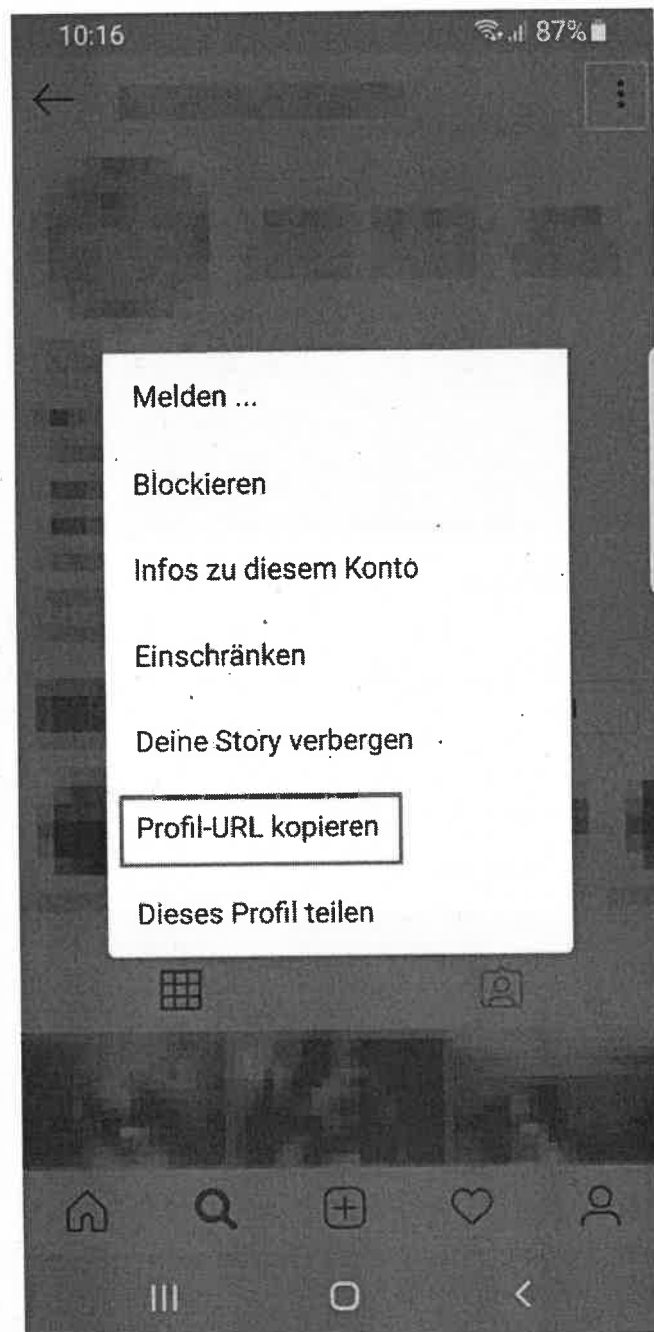 10:16
87%
Melden ...
Blockieren
Infos zu diesem Konto
Einschränken
Deine Story verbergen
Profil-URL kopieren
Dieses Profil teilen